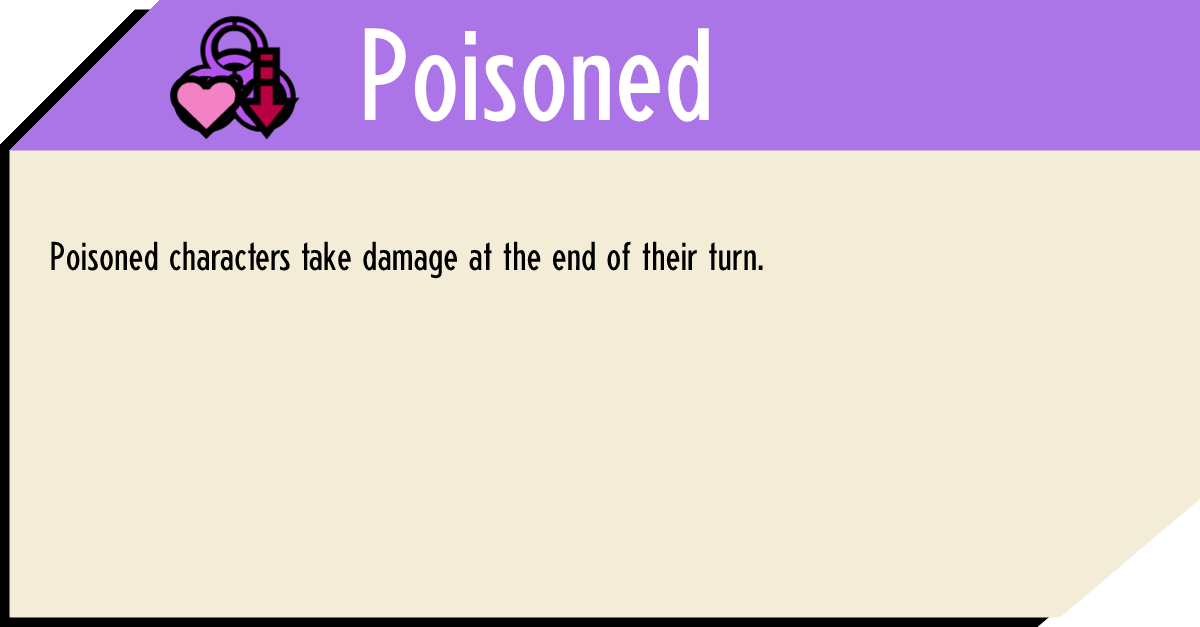 Poisoned
Poisoned characters take damage at the end of their turn.